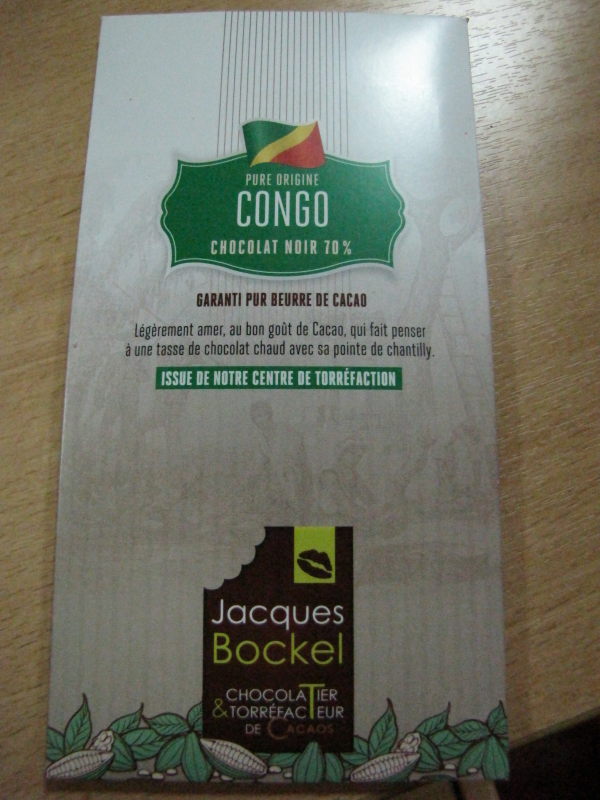 PURE ORIGINE
CONGO
CHOCOLAT NOIR 70%
GARANTI PUR BEURRE DE CACAO
Légèrement amer, au bon goût de Cacao, qui fait penser
à une tasse de chocolat chaud avec sa pointe de chantilly.
ISSUE DE NOTRE CENTRE DE TORRÉFACTION
Jacques
Bockel
CHOCOLATIER
& TORRÉFACTEUR
DE CACAOS